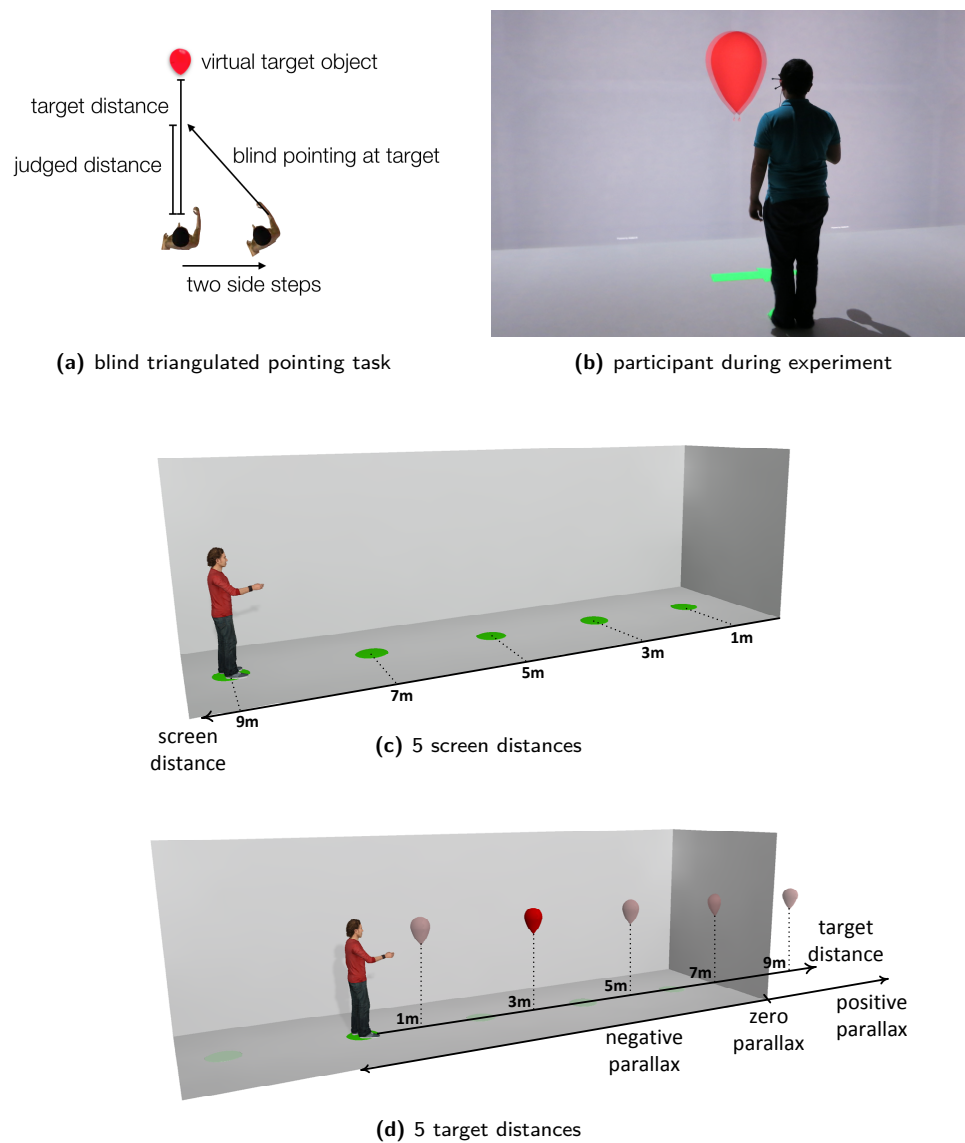 virtual target object
target distance
judged distance
blind pointing at target
two side steps
(a) blind triangulated pointing task
(b) participant during experiment
1m
3m
5m
7m
9m
screen
distance
(c) 5 screen distances
target
distance
9m
7m
5m
3m
1m
positive
parallax
zero
parallax
negative
parallax
(d) 5 target distances